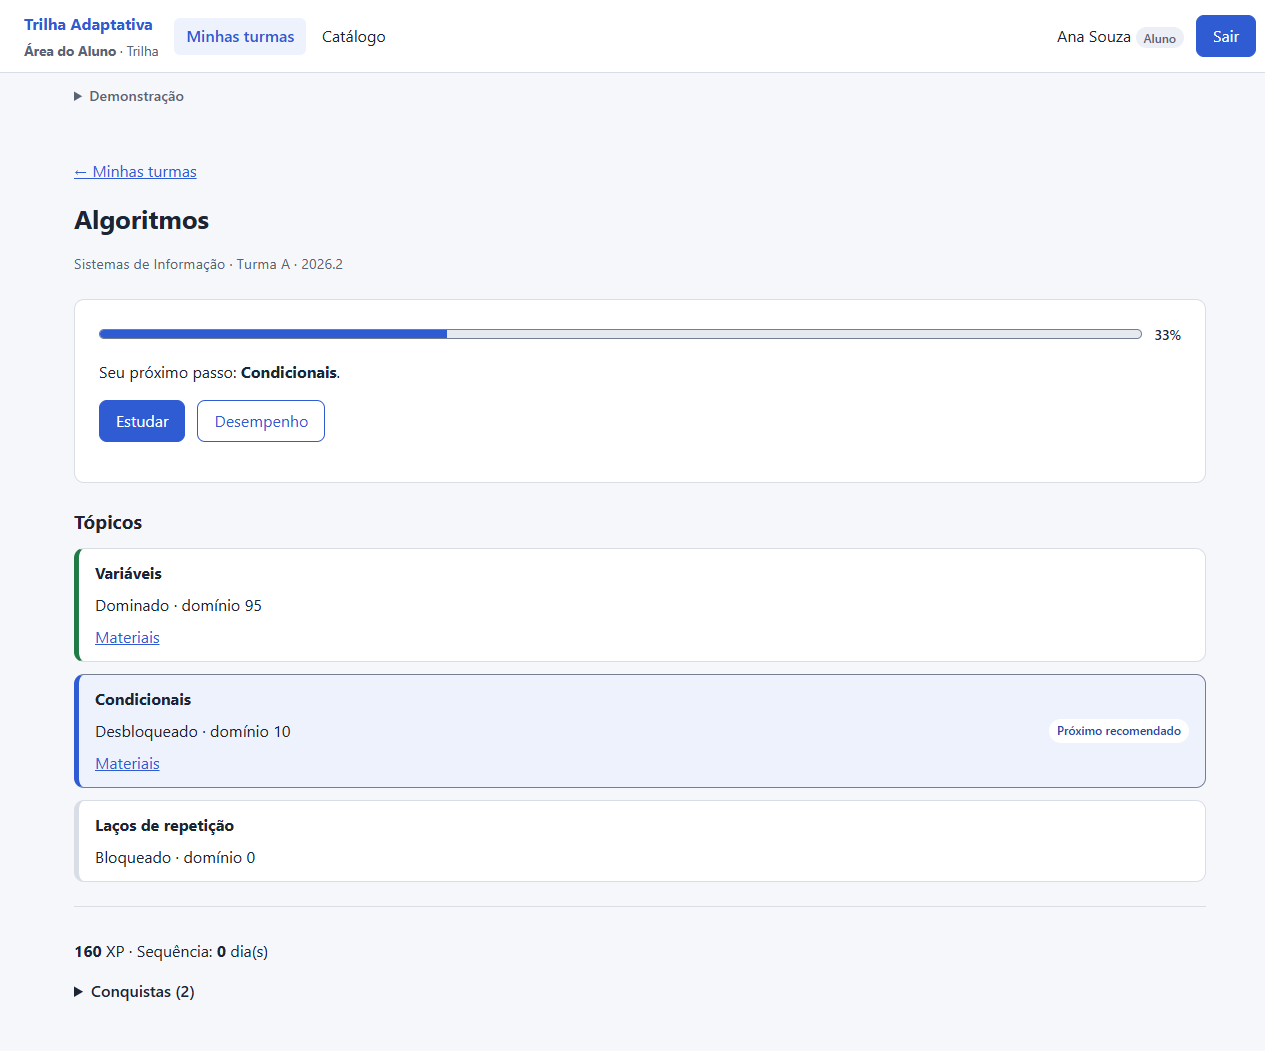 Trilha Adaptativa
Área do Aluno · Trilha
Minhas turmas
Catálogo
Ana Souza
Aluno
Sair
▶ Demonstração
← Minhas turmas
Algoritmos
Sistemas de Informação · Turma A · 2026.2
33%
Seu próximo passo: Condicionais.
Estudar
Desempenho
Tópicos
Variáveis
Dominado · domínio 95
Materiais
Condicionais
Desbloqueado · domínio 10
Próximo recomendado
Materiais
Laços de repetição
Bloqueado · domínio 0
160 XP · Sequência: 0 dia(s)
▶ Conquistas (2)